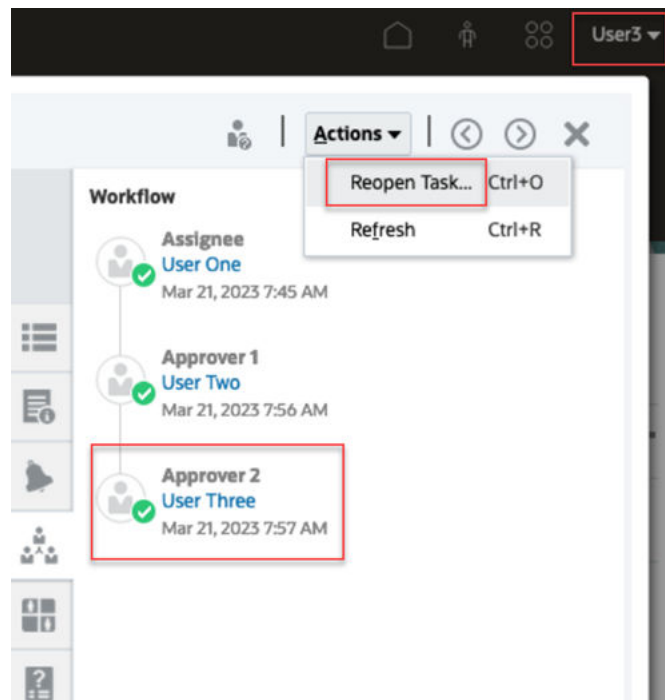 User3
Actions
Reopen Task... Ctrl+O
Refresh Ctrl+R
Workflow
Assignee
User One
Mar 21, 2023 7:45 AM
Approver 1
User Two
Mar 21, 2023 7:56 AM
Approver 2
User Three
Mar 21, 2023 7:57 AM